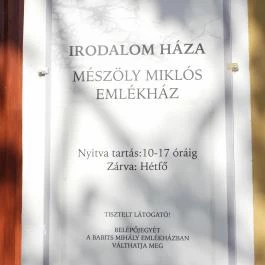 IRODALOM HÁZA
MÉSZÖLY MIKLÓS
EMLÉKHÁZ
Nyitva tartás:10-17 óráig
Zárva: Hétfő
TISZTELT LÁTOGATÓ!
BELÉPŐJEGYÉT
A BABITS MIHÁLY EMLÉKHÁZBAN
VÁLTHATJA MEG